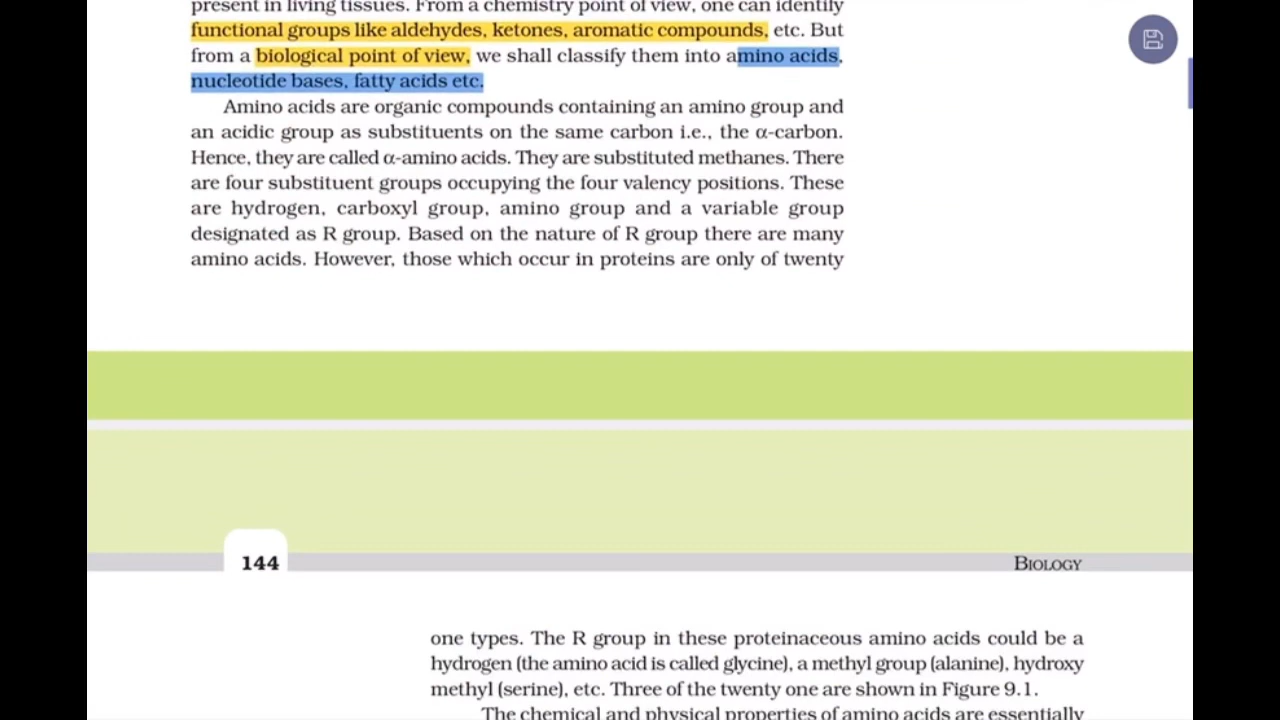 present in living tissues. From a chemistry point of view, one can identify
functional groups like aldehydes, ketones, aromatic compounds, etc. But
from a biological point of view, we shall classify them into amino acids,
nucleotide bases, fatty acids etc.
Amino acids are organic compounds containing an amino group and
an acidic group as substituents on the same carbon i.e., the α-carbon.
Hence, they are called α-amino acids. They are substituted methanes. There
are four substituent groups occupying the four valency positions. These
are hydrogen, carboxyl group, amino group and a variable group
designated as R group. Based on the nature of R group there are many
amino acids. However, those which occur in proteins are only of twenty
144
BIOLOGY
one types. The R group in these proteinaceous amino acids could be a
hydrogen (the amino acid is called glycine), a methyl group (alanine), hydroxy
methyl (serine), etc. Three of the twenty one are shown in Figure 9.1.
The chemical and physical properties of amino acids are essentially